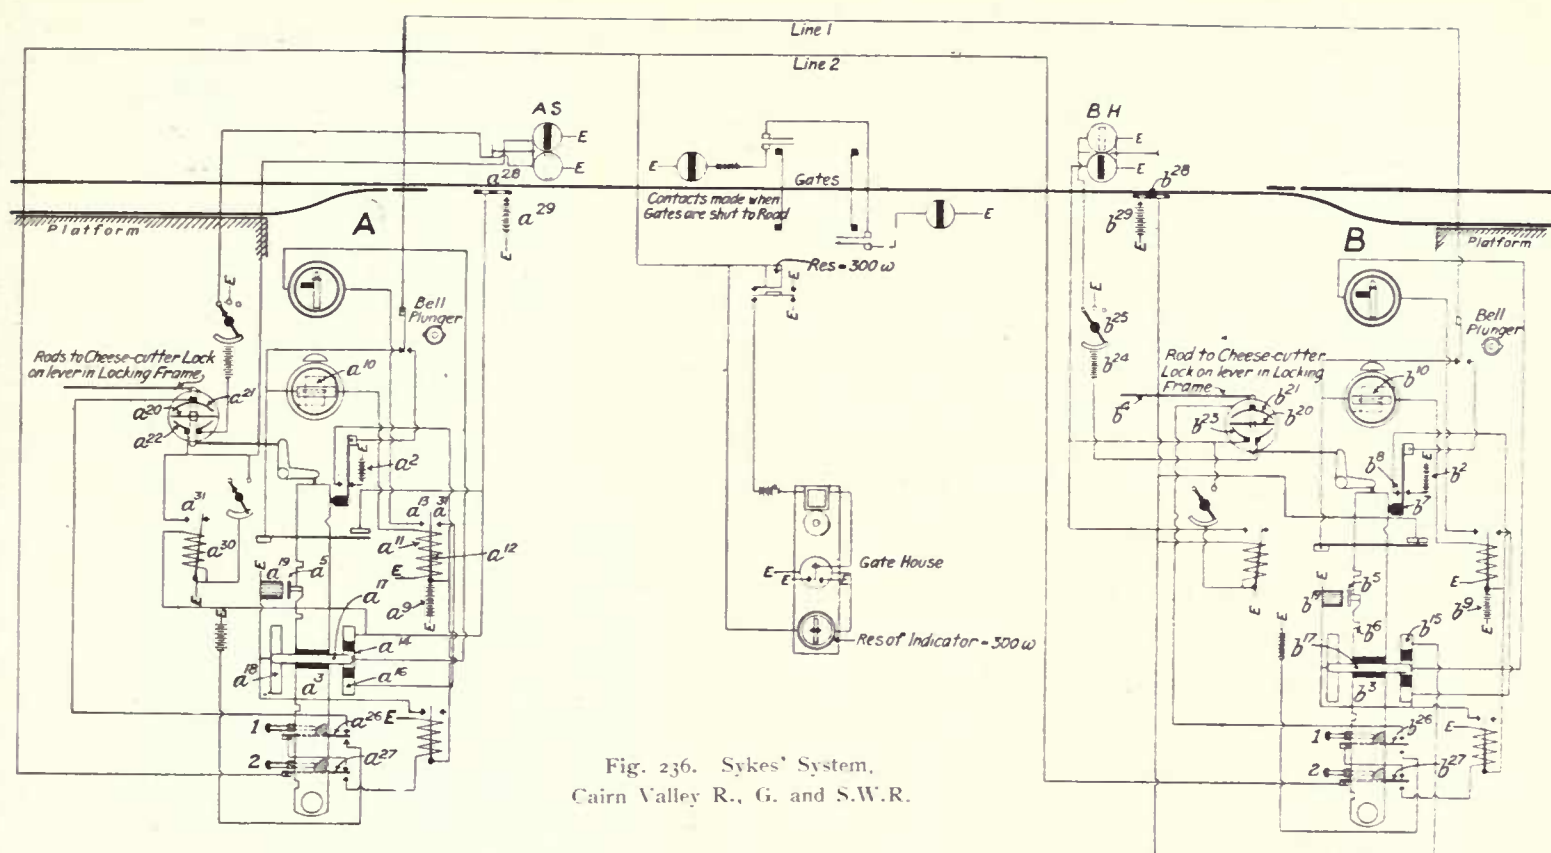 Line 1
Line 2
A S
B H
E
E
E
E
a28
a29
E
Gates
Contacts made when
Gates are shut to Road
E
E
b28
b29
E
Platform
A
B
Platform
Res = 300 ω
E
E
E
E
Bell
Plunger
Bell
Plunger
Rods to Cheese-cutter Lock
on lever in Locking Frame
a21
a20
a22
a10
b25
b24
Rod to Cheese-cutter
Lock on lever in Locking
Frame
b4
b21
b20
b23
b10
E
a2
b8
E
b2
b7
a31
a13
a31
a30
a11
a12
E
E
a19
a5
E
a17
a9
E
E
Gate House
E
E
E
E
E
b19
b5
E
b9
E
E
a14
a18
a3
a16
Res of Indicator = 300 ω
b6
b15
b17
b3
1
a26
E
2
a27
1
b26
E
2
b27
Fig. 236. Sykes' System,
Cairn Valley R., G. and S.W.R.